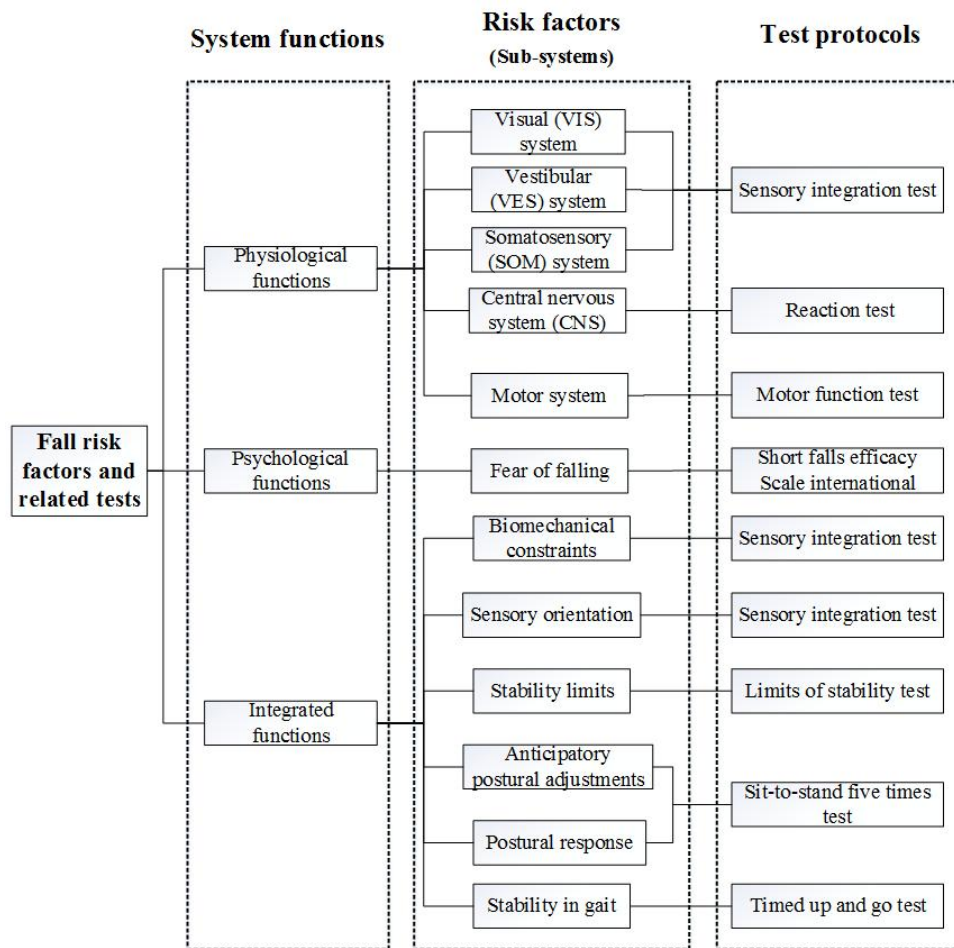 System functions
Risk factors
(Sub-systems)
Test protocols
Visual (VIS)
system
Vestibular
(VES) system
Somatosensory
(SOM) system
Central nervous
system (CNS)
Motor system
Fear of falling
Biomechanical
constraints
Sensory orientation
Stability limits
Anticipatory
postural adjustments
Postural response
Stability in gait
Physiological
functions
Psychological
functions
Integrated
functions
Fall risk
factors and
related tests
Sensory integration test
Reaction test
Motor function test
Short falls efficacy
Scale international
Sensory integration test
Sensory integration test
Limits of stability test
Sit-to-stand five times
test
Timed up and go test